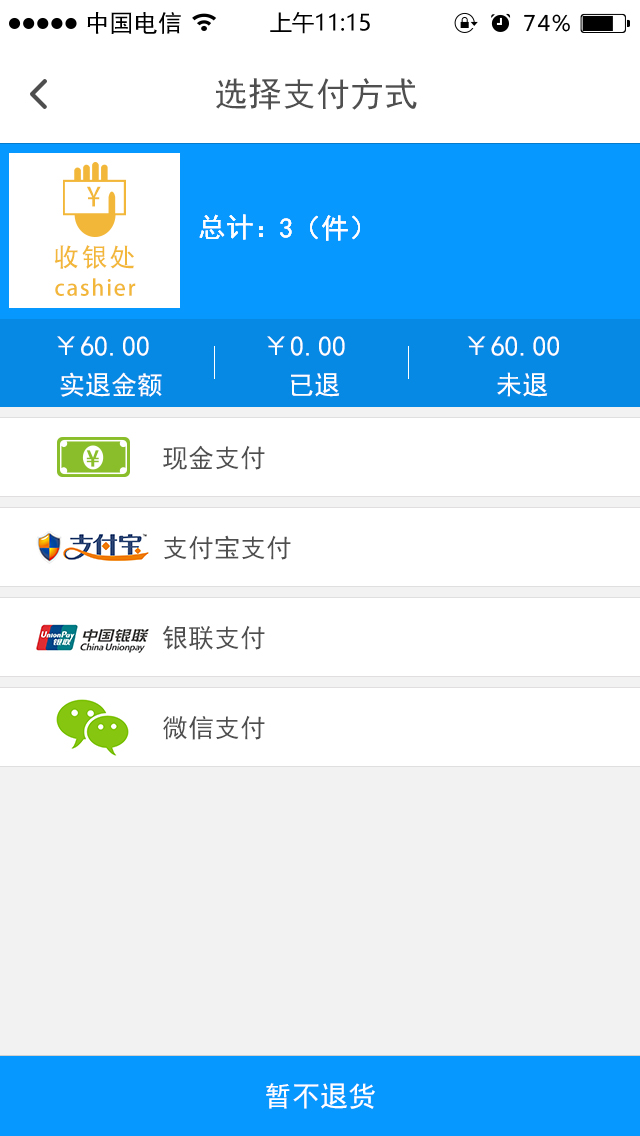 中国电信 上午11:15 74%
选择支付方式
¥
收银处
cashier
总计：3（件）
￥60.00 ￥0.00 ￥60.00
实退金额 已退 未退
¥ 现金支付
支付宝 支付宝支付
UnionPay 银联 中国银联 China Unionpay 银联支付
微信支付
暂不退货